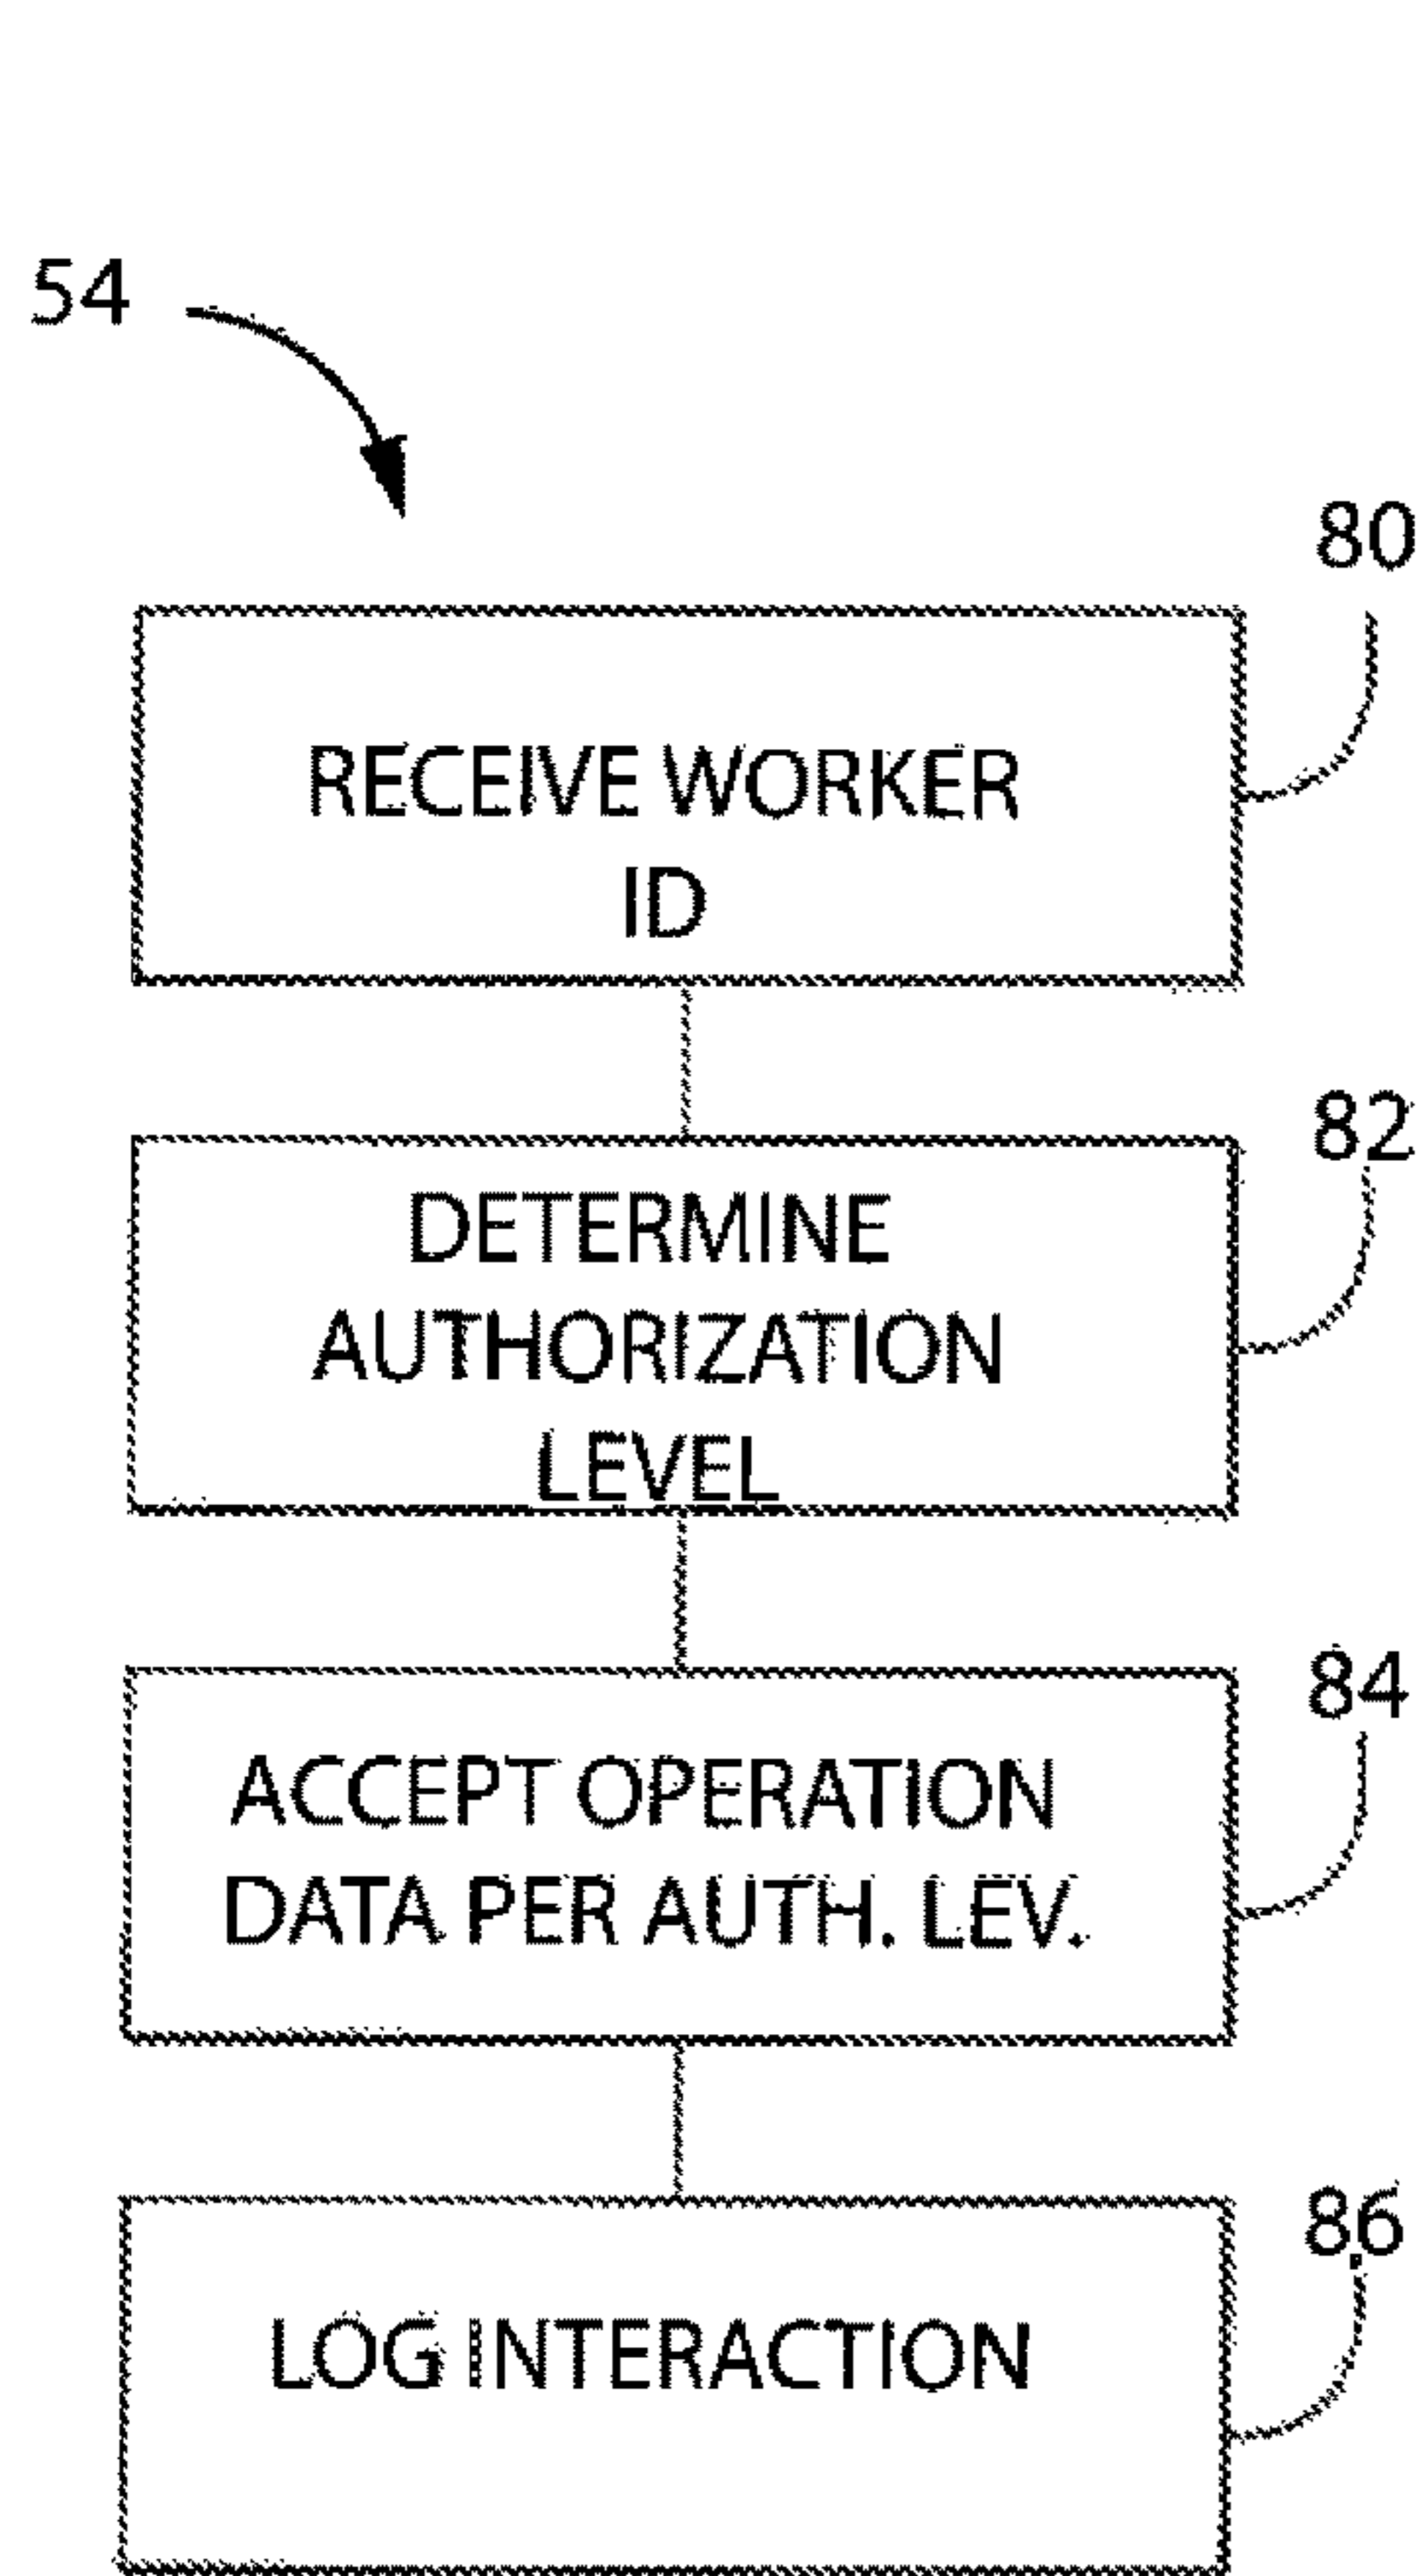 54
80
RECEIVE WORKER
ID
82
DETERMINE
AUTHORIZATION
LEVEL
84
ACCEPT OPERATION
DATA PER AUTH. LEV.
86
LOG INTERACTION